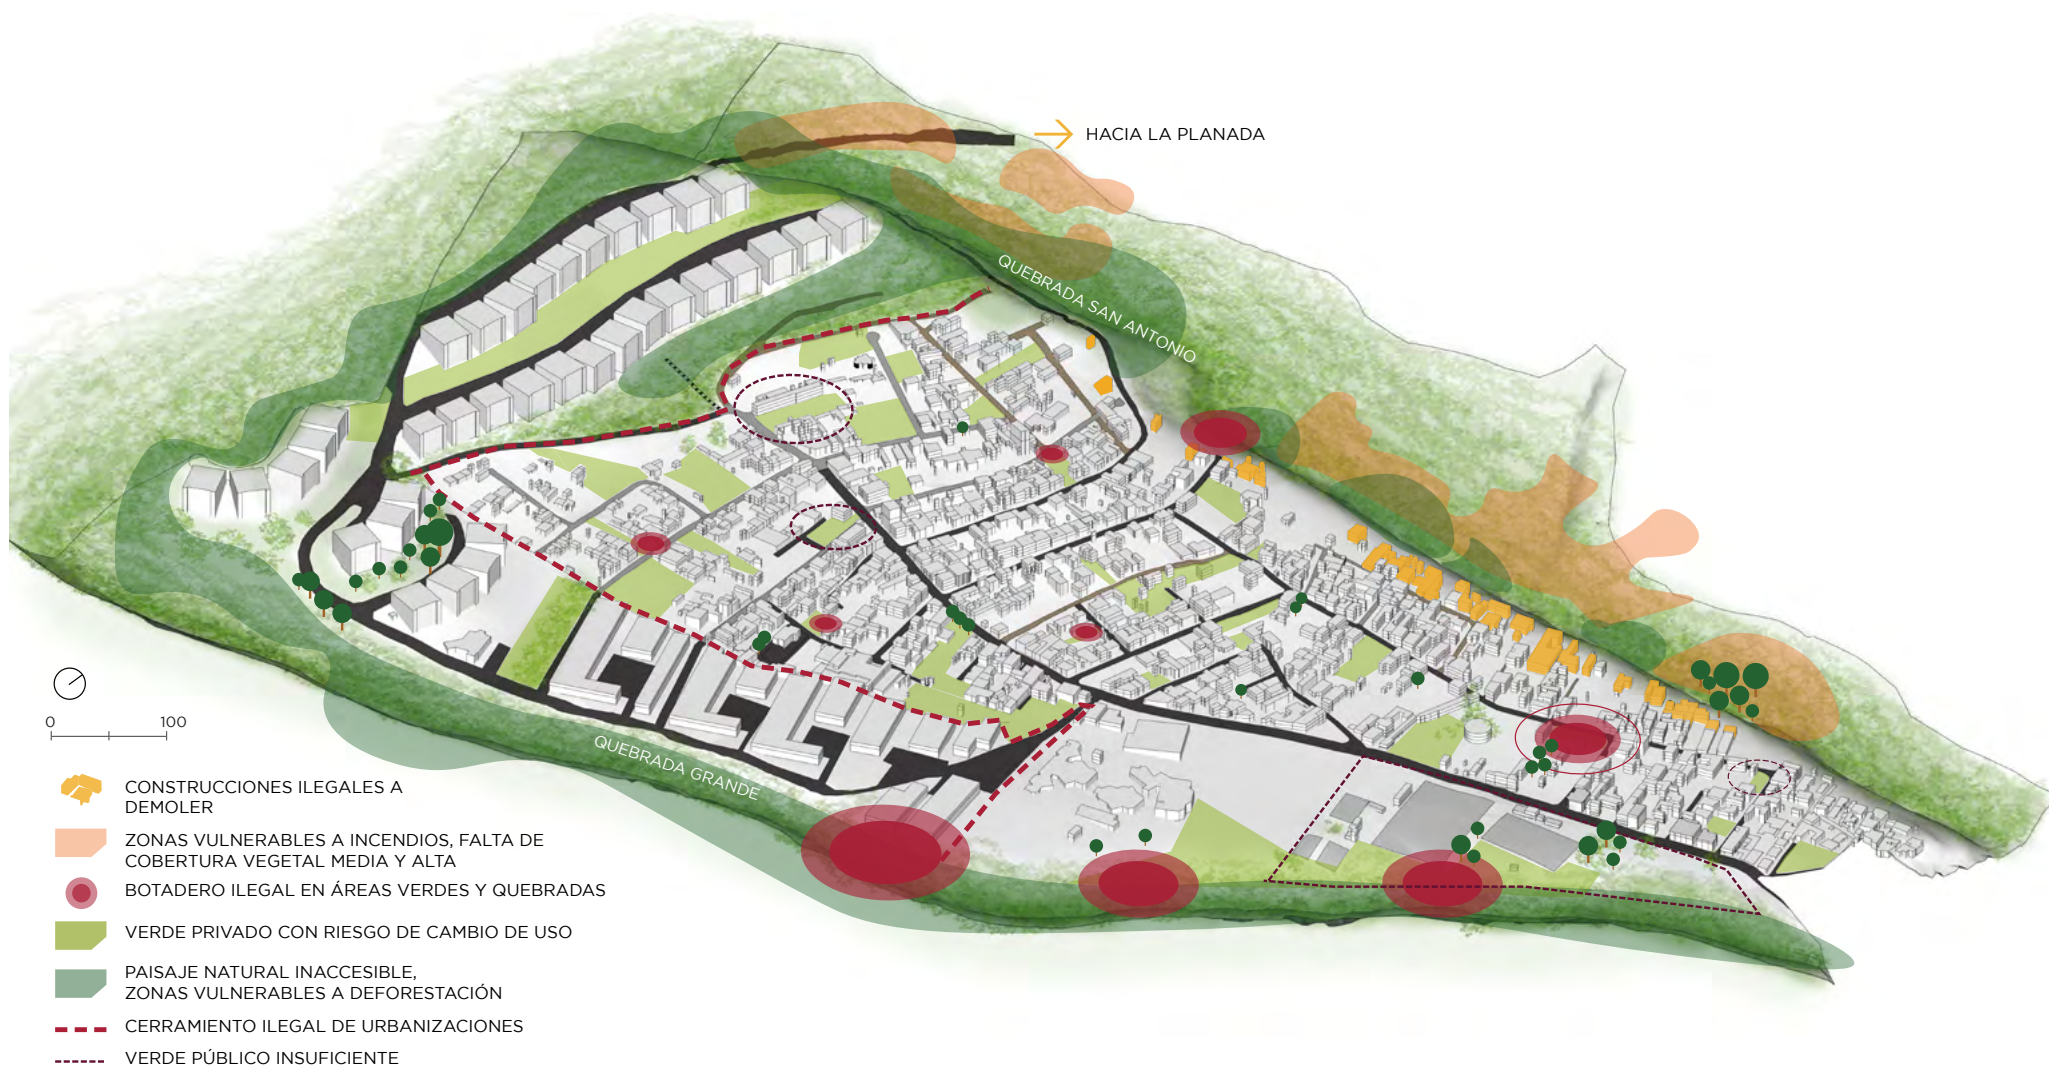 HACIA LA PLANADA
QUEBRADA SAN ANTONIO
QUEBRADA GRANDE
0 100
CONSTRUCCIONES ILEGALES A
DEMOLER
ZONAS VULNERABLES A INCENDIOS, FALTA DE
COBERTURA VEGETAL MEDIA Y ALTA
BOTADERO ILEGAL EN ÁREAS VERDES Y QUEBRADAS
VERDE PRIVADO CON RIESGO DE CAMBIO DE USO
PAISAJE NATURAL INACCESIBLE,
ZONAS VULNERABLES A DEFORESTACIÓN
CERRAMIENTO ILEGAL DE URBANIZACIONES
VERDE PÚBLICO INSUFICIENTE